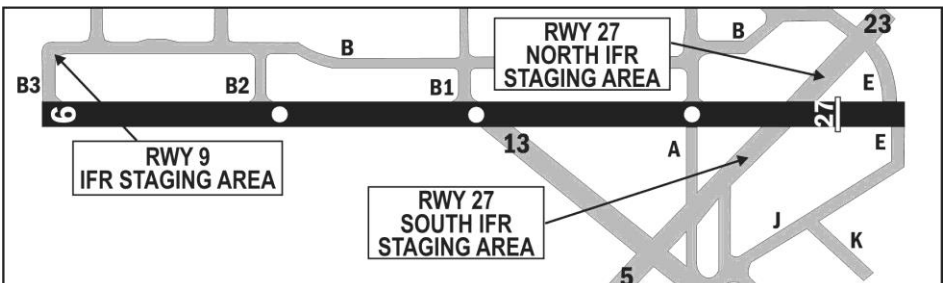 23
B
B
RWY 27
NORTH IFR
STAGING AREA
B3
B2
B1
E
9
27
RWY 9
IFR STAGING AREA
13
A
E
RWY 27
SOUTH IFR
STAGING AREA
J
K
5